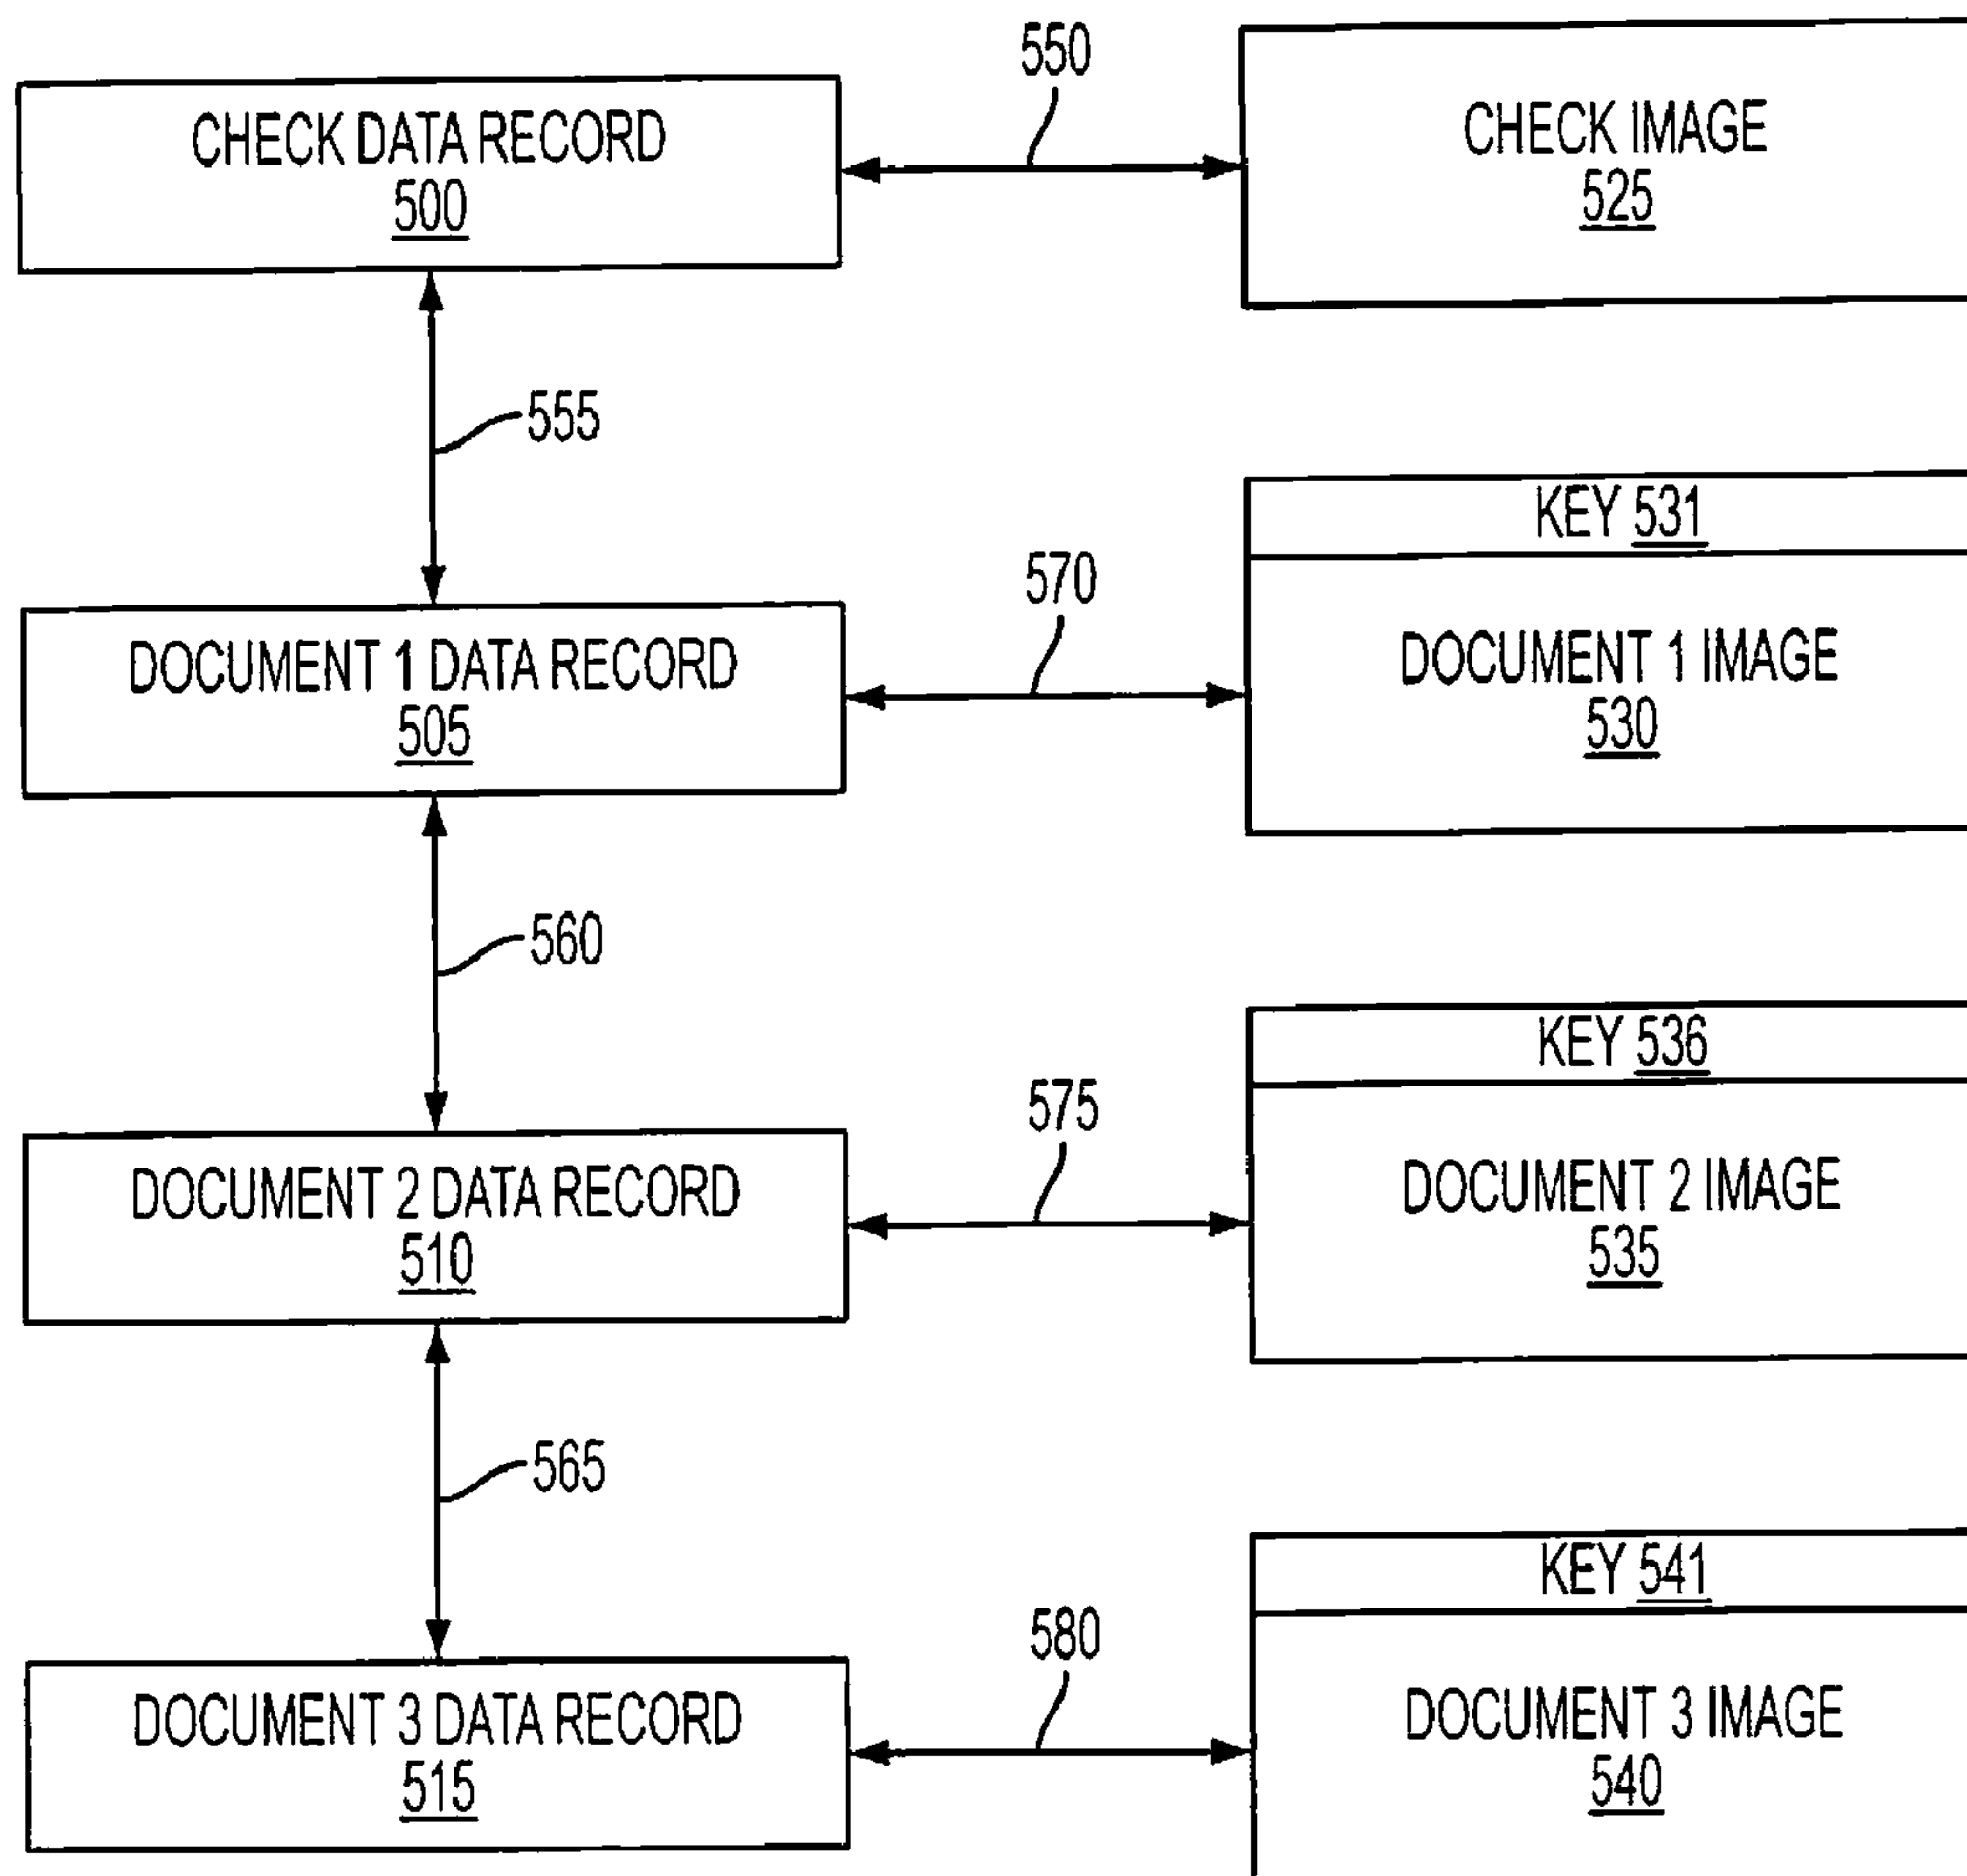 550
CHECK DATA RECORD
500
CHECK IMAGE
525
555
KEY 531
570
DOCUMENT 1 DATA RECORD
505
DOCUMENT 1 IMAGE
530
560
KEY 536
575
DOCUMENT 2 DATA RECORD
510
DOCUMENT 2 IMAGE
535
565
KEY 541
580
DOCUMENT 3 DATA RECORD
515
DOCUMENT 3 IMAGE
540